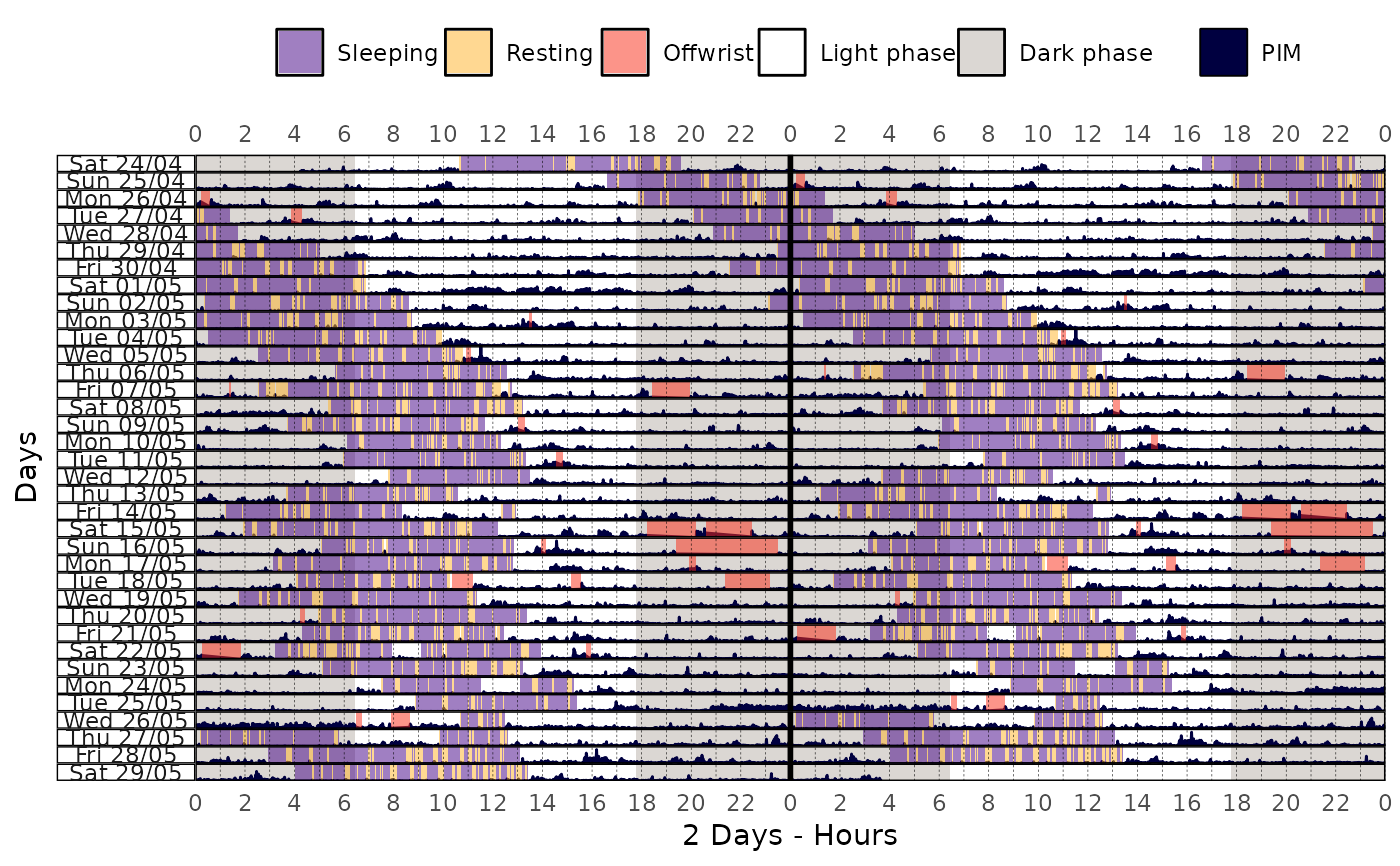 Sleeping Resting Offwrist Light phase Dark phase PIM
0 2 4 6 8 10 12 14 16 18 20 22 0 2 4 6 8 10 12 14 16 18 20 22 0
Sat 24/04
Sun 25/04
Mon 26/04
Tue 27/04
Wed 28/04
Thu 29/04
Fri 30/04
Sat 01/05
Sun 02/05
Mon 03/05
Tue 04/05
Wed 05/05
Thu 06/05
Fri 07/05
Sat 08/05
Sun 09/05
Mon 10/05
Tue 11/05
Wed 12/05
Thu 13/05
Fri 14/05
Sat 15/05
Sun 16/05
Mon 17/05
Tue 18/05
Wed 19/05
Thu 20/05
Fri 21/05
Sat 22/05
Sun 23/05
Mon 24/05
Tue 25/05
Wed 26/05
Thu 27/05
Fri 28/05
Sat 29/05
Days
0 2 4 6 8 10 12 14 16 18 20 22 0 2 4 6 8 10 12 14 16 18 20 22 0
2 Days - Hours